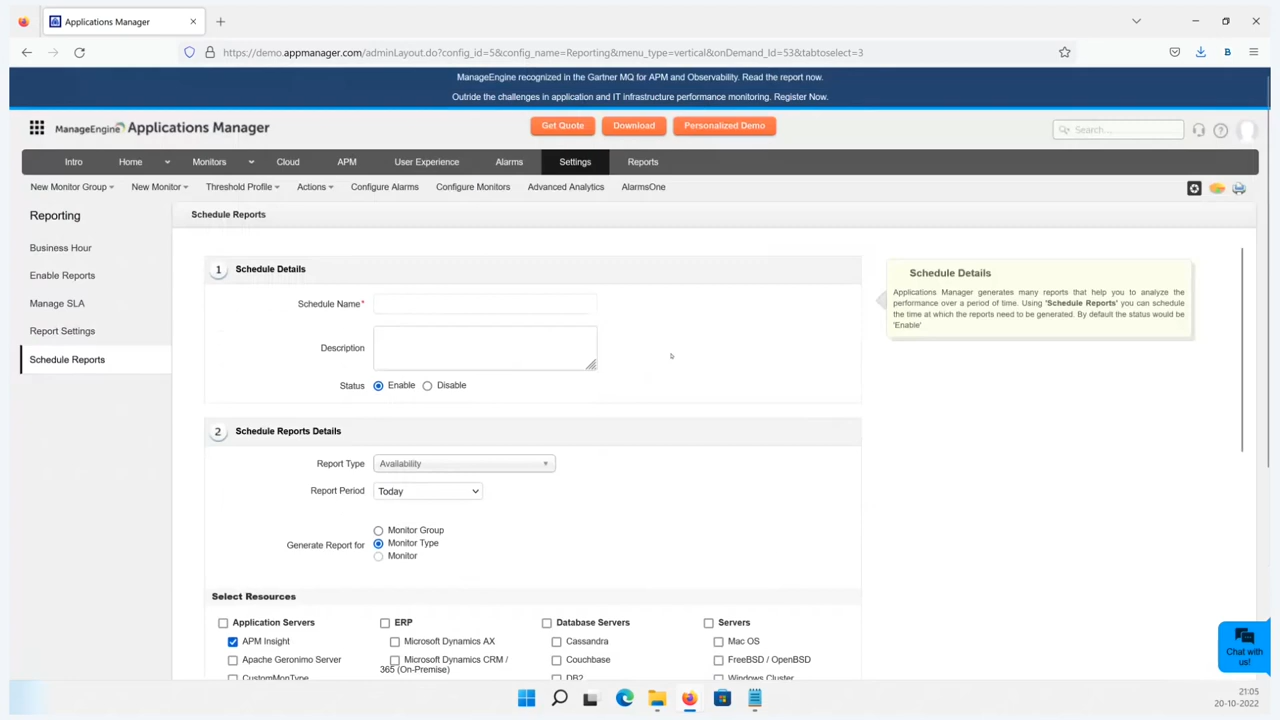 Applications Manager
https://demo.appmanager.com/adminLayout.do?config_id=5&config_name=Reporting&menu_type=vertical&onDemand_Id=53&tabtoselect=3
B
ManageEngine recognized in the Gartner MQ for APM and Observability. Read the report now.
Outride the challenges in application and IT infrastructure performance monitoring. Register Now.
ManageEngine Applications Manager
Get Quote Download Personalized Demo
Search...
?
Intro Home Monitors Cloud APM User Experience Alarms Settings Reports
New Monitor Group New Monitor Threshold Profile Actions Configure Alarms Configure Monitors Advanced Analytics AlarmsOne
Reporting
Business Hour
Enable Reports
Manage SLA
Report Settings
Schedule Reports
Schedule Reports
1 Schedule Details
Schedule Name*
Description
Status Enable Disable
Schedule Details
Applications Manager generates many reports that help you to analyze the
performance over a period of time. Using 'Schedule Reports' you can schedule
the time at which the reports need to be generated. By default the status would be
'Enable'
2 Schedule Reports Details
Report Type Availability
Report Period Today
Generate Report for
Monitor Group
Monitor Type
Monitor
Select Resources
Application Servers ERP Database Servers Servers
APM Insight Microsoft Dynamics AX Cassandra Mac OS
Apache Geronimo Server Microsoft Dynamics CRM / Couchbase FreeBSD / OpenBSD
365 (On-Premise)
CustomMonType DB2 Windows Cluster
Chat with
us!
21:05
20-10-2022